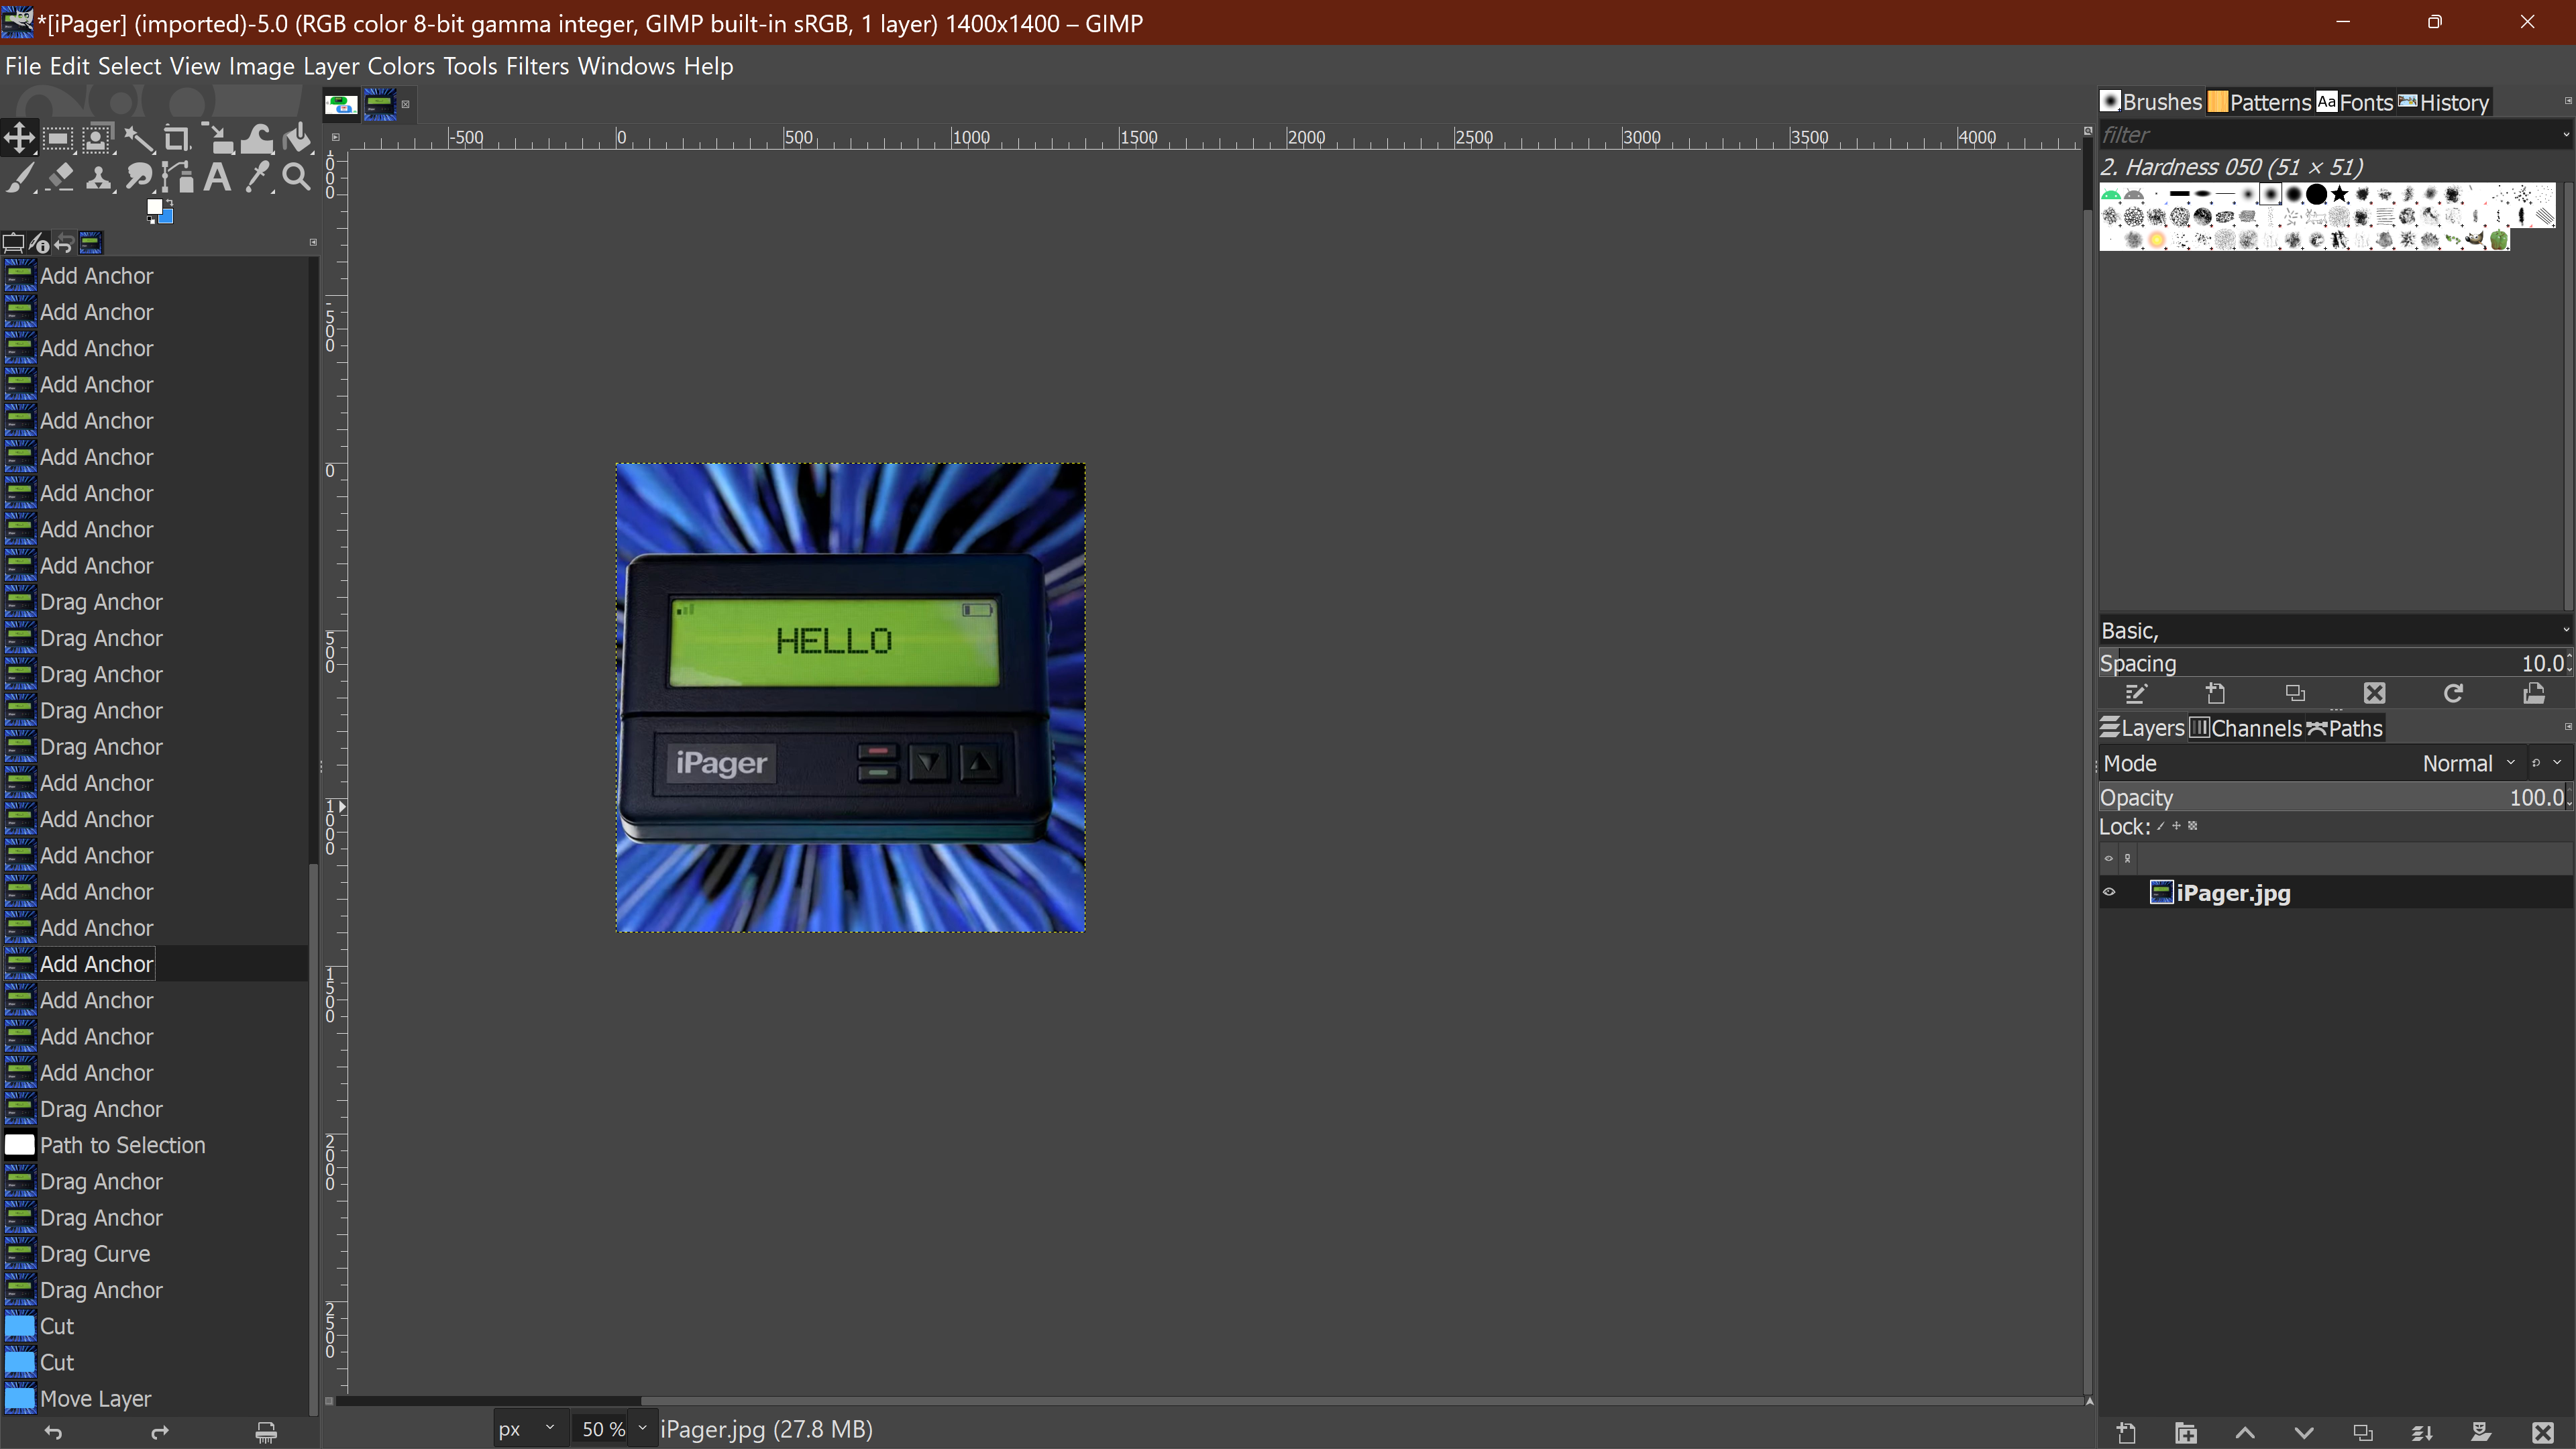 *[iPager] (imported)-5.0 (RGB color 8-bit gamma integer, GIMP built-in sRGB, 1 layer) 1400x1400 – GIMP
File Edit Select View Image Layer Colors Tools Filters Windows Help
Brushes Patterns Aa Fonts History
filter
2. Hardness 050 (51 × 51)
-500 0 500 1000 1500 2000 2500 3000 3500 4000
0
500
1000
1500
2000
2500
Add Anchor
Add Anchor
Add Anchor
Add Anchor
Add Anchor
Add Anchor
Add Anchor
Add Anchor
Add Anchor
Drag Anchor
Drag Anchor
Drag Anchor
Drag Anchor
Drag Anchor
Add Anchor
Add Anchor
Add Anchor
Add Anchor
Add Anchor
Add Anchor
Add Anchor
Add Anchor
Add Anchor
Drag Anchor
Path to Selection
Drag Anchor
Drag Anchor
Drag Curve
Drag Anchor
Cut
Cut
Move Layer
HELLO
iPager
Basic,
Spacing 10.0
Layers Channels Paths
Mode Normal
Opacity 100.0
Lock:
iPager.jpg
px 50 % iPager.jpg (27.8 MB)